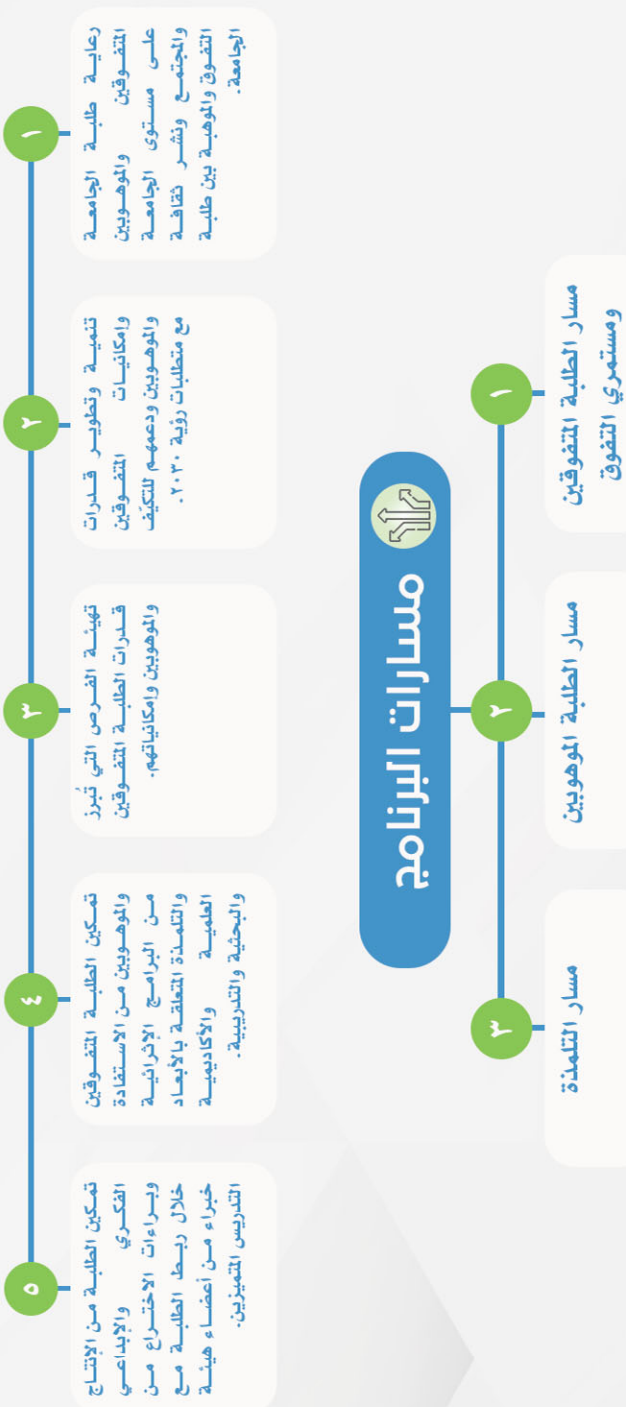 ١
رعاية طلبة الجامعة
المتفوقين والموهوبين
على مستوى الجامعة
والمجتمع ونشر ثقافة
التفوق والموهبة بين طلبة
الجامعة.
٢
تنمية وتطوير قدرات
وإمكانيات المتفوقين
والموهوبين ودعمهم للتكيّف
مع متطلبات رؤية ٢٠٣٠.
٣
تهيئة الفرص التي تُبرز
قدرات الطلبة المتفوقين
والموهوبين وإمكانياتهم.
٤
تمكين الطلبة المتفوقين
والموهوبين من الاستفادة
من البرامج الإثرائية
والتلمذة المتعلقة بالأبعاد
العلمية والأكاديمية
والبحثية والتدريبية.
٥
تمكين الطلبة من الإنتاج
الفكري والإبداعي
وبراءات الاختراع من
خلال ربط الطلبة مع
خبراء من أعضاء هيئة
التدريس المتميزين.
مسارات البرنامج
١
مسار الطلبة المتفوقين
ومستمري التفوق
٢
مسار الطلبة الموهوبين
٣
مسار التلمذة